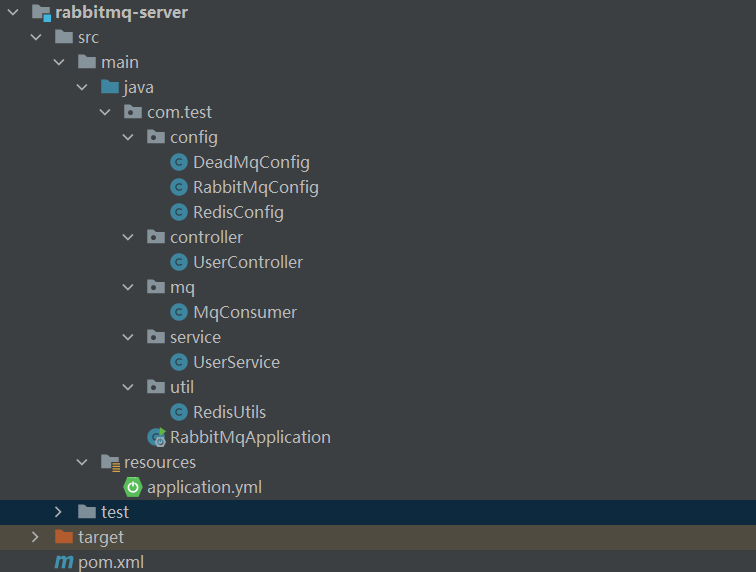 rabbitmq-server
src
main
java
com.test
config
DeadMqConfig
RabbitMqConfig
RedisConfig
controller
UserController
mq
MqConsumer
service
UserService
util
RedisUtils
RabbitMqApplication
resources
application.yml
test
target
pom.xml